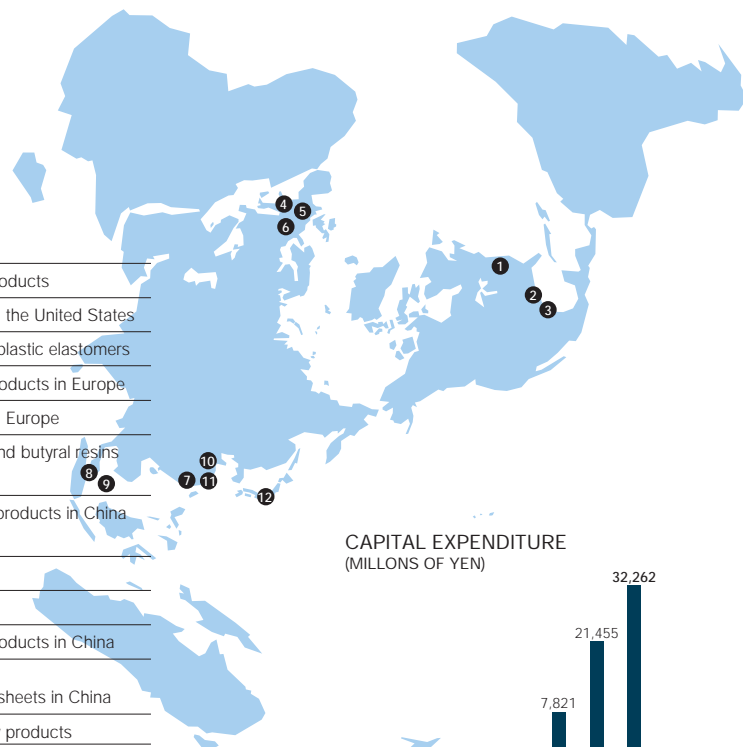 4
5
6
1
2
3
oducts
the United States
plastic elastomers
oducts in Europe
Europe
nd butyral resins
8
9
10
7
11
12
products in China
oducts in China
sheets in China
products
CAPITAL EXPENDITURE
(MILLONS OF YEN)
32,262
21,455
7,821